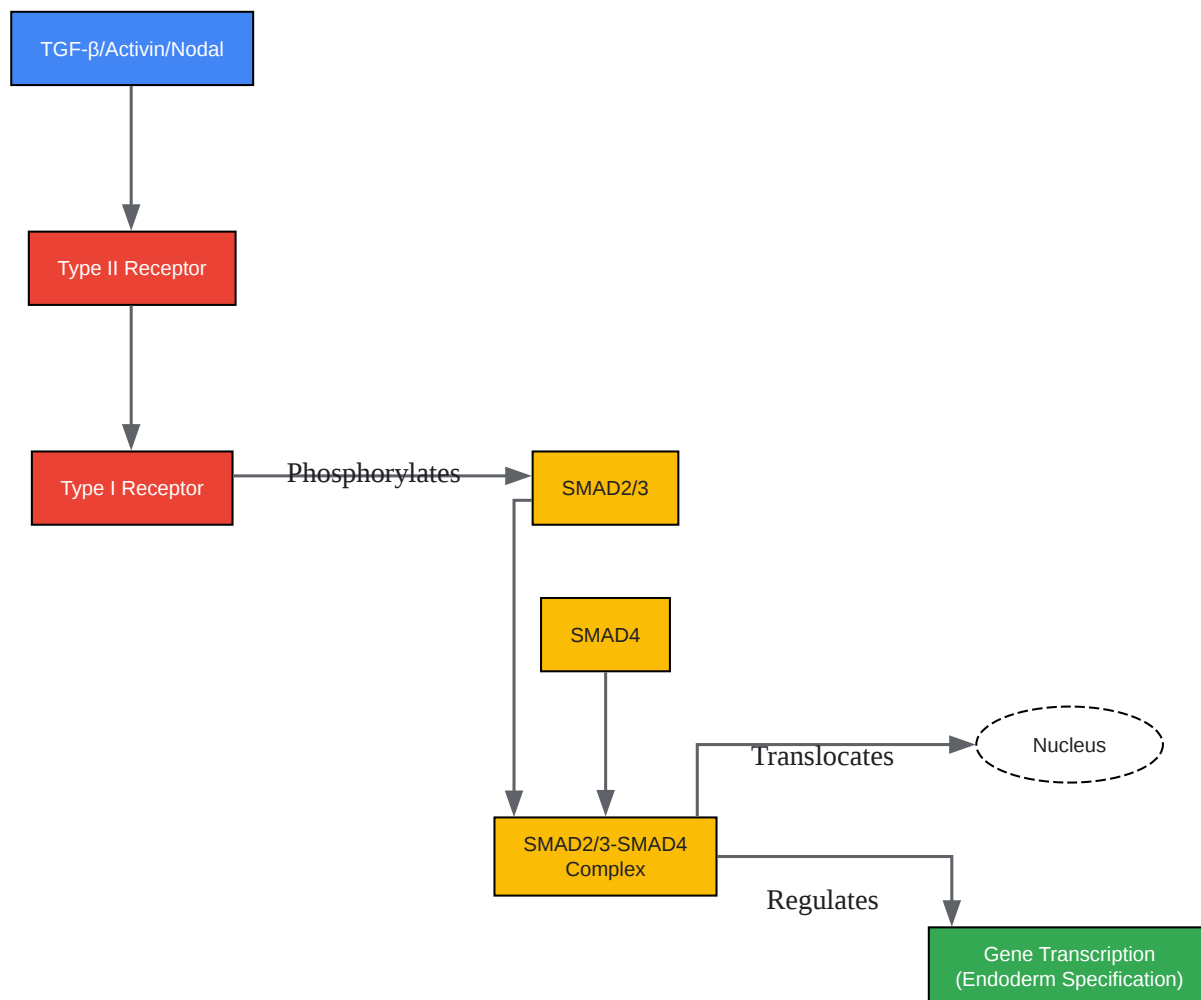 TGF-β/Activin/Nodal
Type II Receptor
Type I Receptor
Phosphorylates
SMAD2/3
SMAD4
Nucleus
Translocates
SMAD2/3-SMAD4
Complex
Regulates
Gene Transcription
(Endoderm Specification)